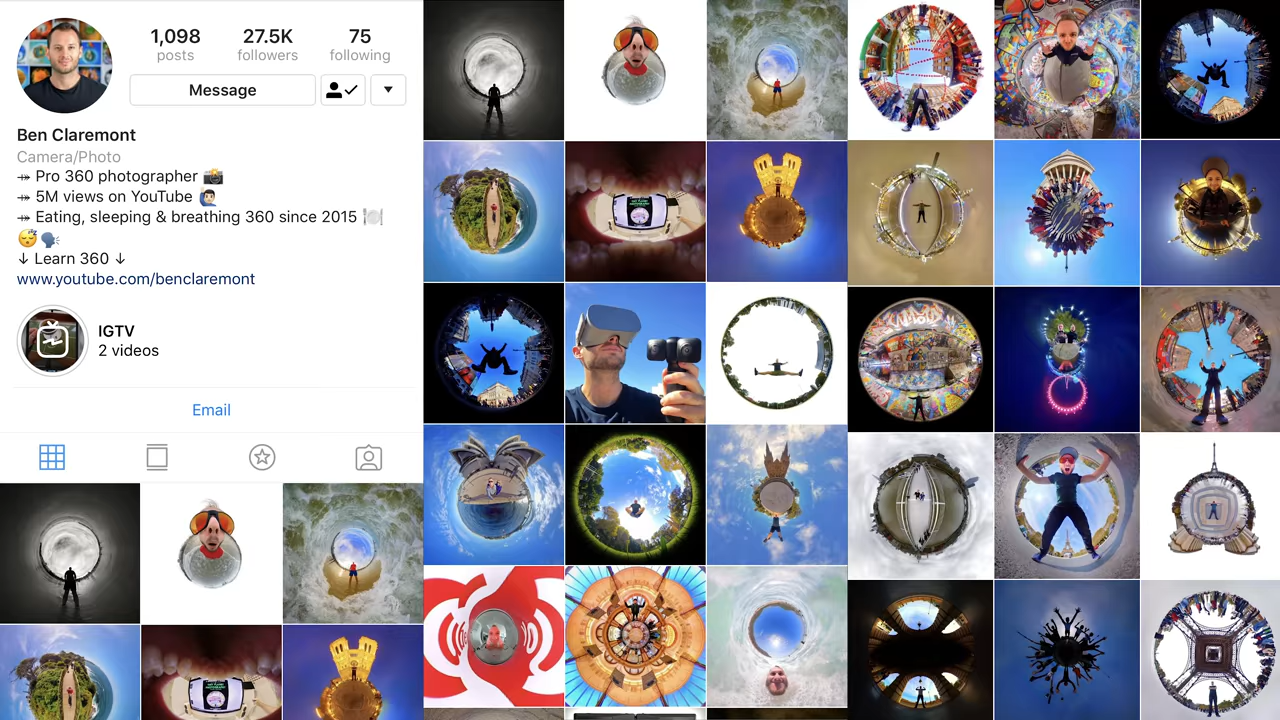 1,098
posts
27.5K
followers
75
following
Message
Ben Claremont
Camera/Photo
↠ Pro 360 photographer 📸
↠ 5M views on YouTube 🙋🏻‍♂️
↠ Eating, sleeping & breathing 360 since 2015 🍽
😴🗣
↓ Learn 360 ↓
www.youtube.com/benclaremont
IGTV
2 videos
Email